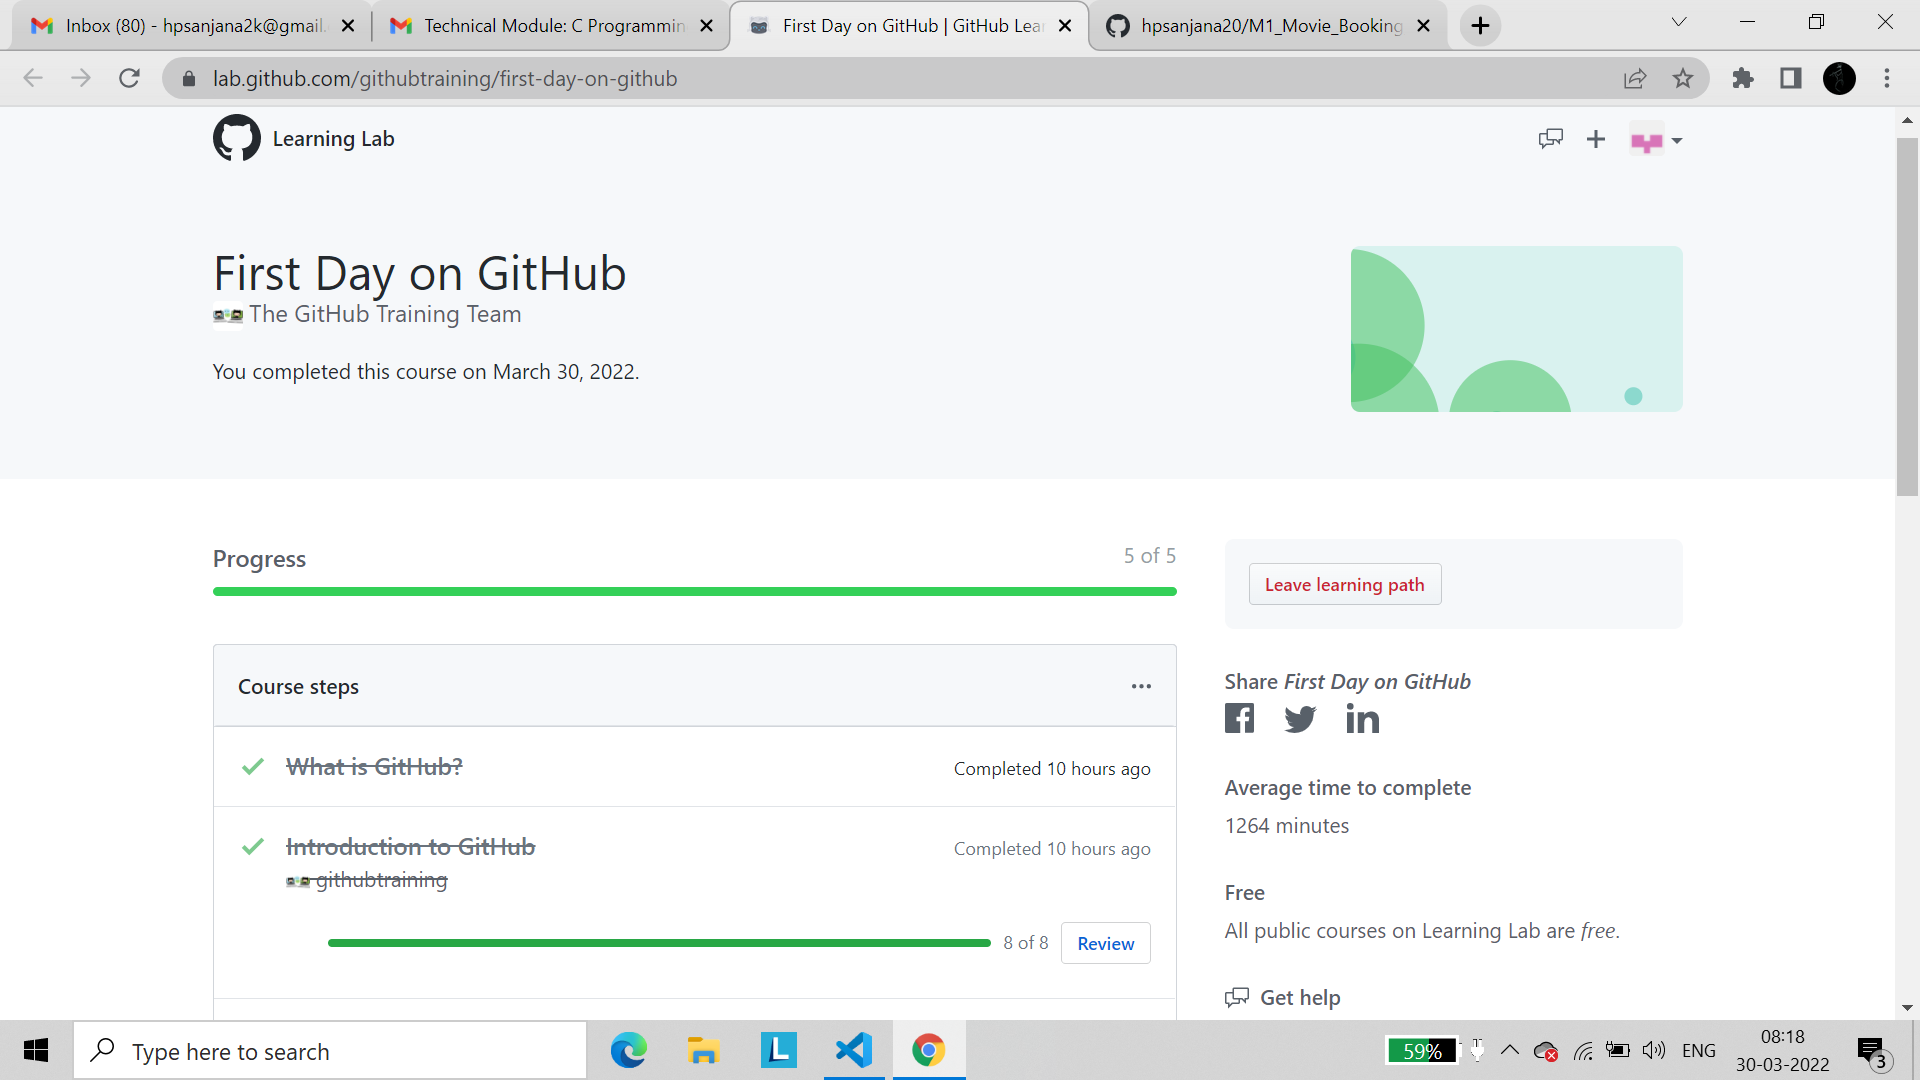 Inbox (80) - hpsanjana2k@gmail.
Technical Module: C Programmin
First Day on GitHub | GitHub Lear
hpsanjana20/M1_Movie_Booking
lab.github.com/githubtraining/first-day-on-github
Learning Lab
First Day on GitHub
The GitHub Training Team
You completed this course on March 30, 2022.
Progress
5 of 5
Leave learning path
Course steps
Share First Day on GitHub
What is GitHub?
Completed 10 hours ago
Average time to complete
1264 minutes
Introduction to GitHub
Completed 10 hours ago
githubtraining
Free
All public courses on Learning Lab are free.
8 of 8
Review
Get help
Type here to search
L
59%
ENG
08:18
30-03-2022
3